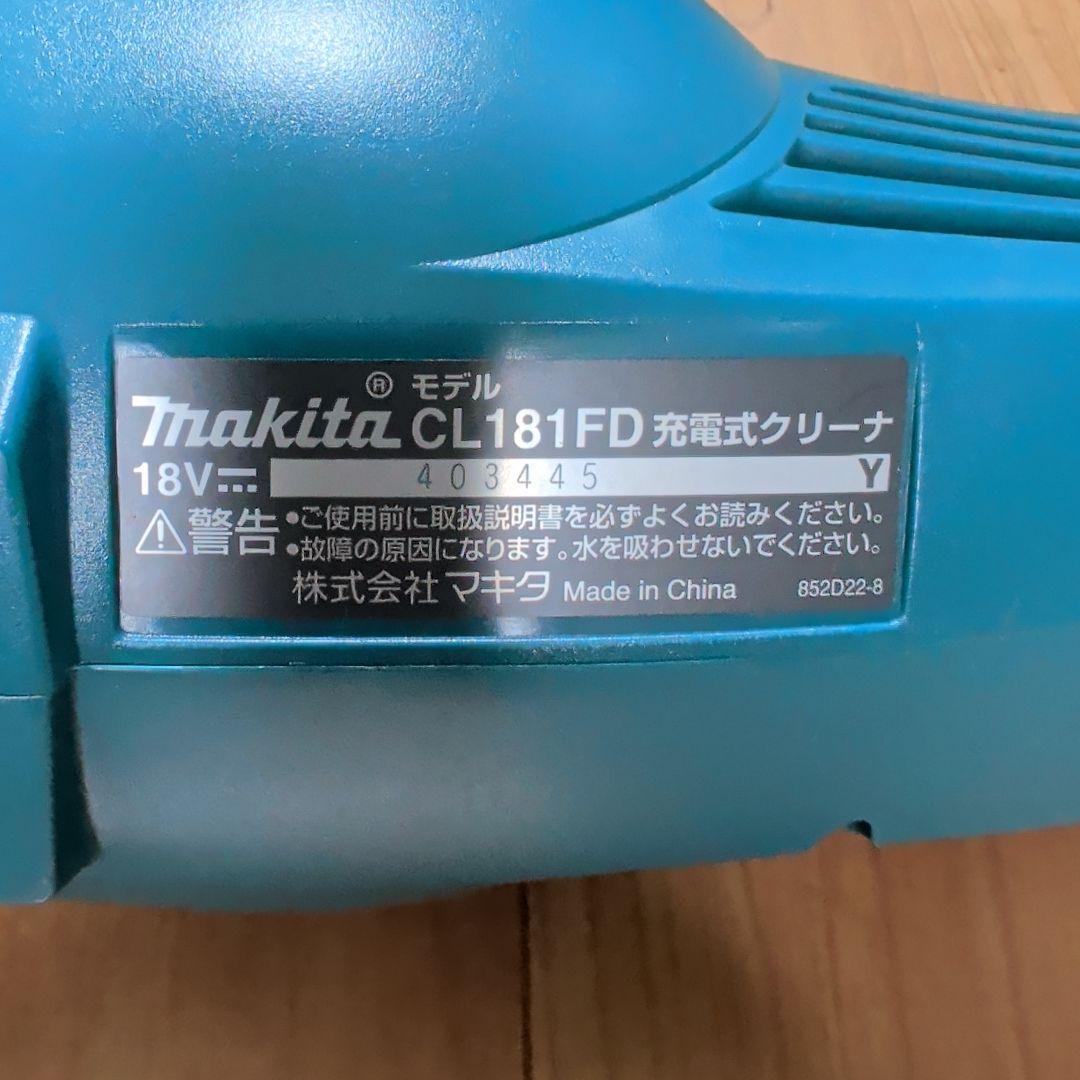 ® モデル
makita CL181FD 充電式クリーナ
18V⎓ 403445 Y
⚠警告 •ご使用前に取扱説明書を必ずよくお読みください。
•故障の原因になります。水を吸わせないでください。
株式会社 マキタ Made in China 852D22-8